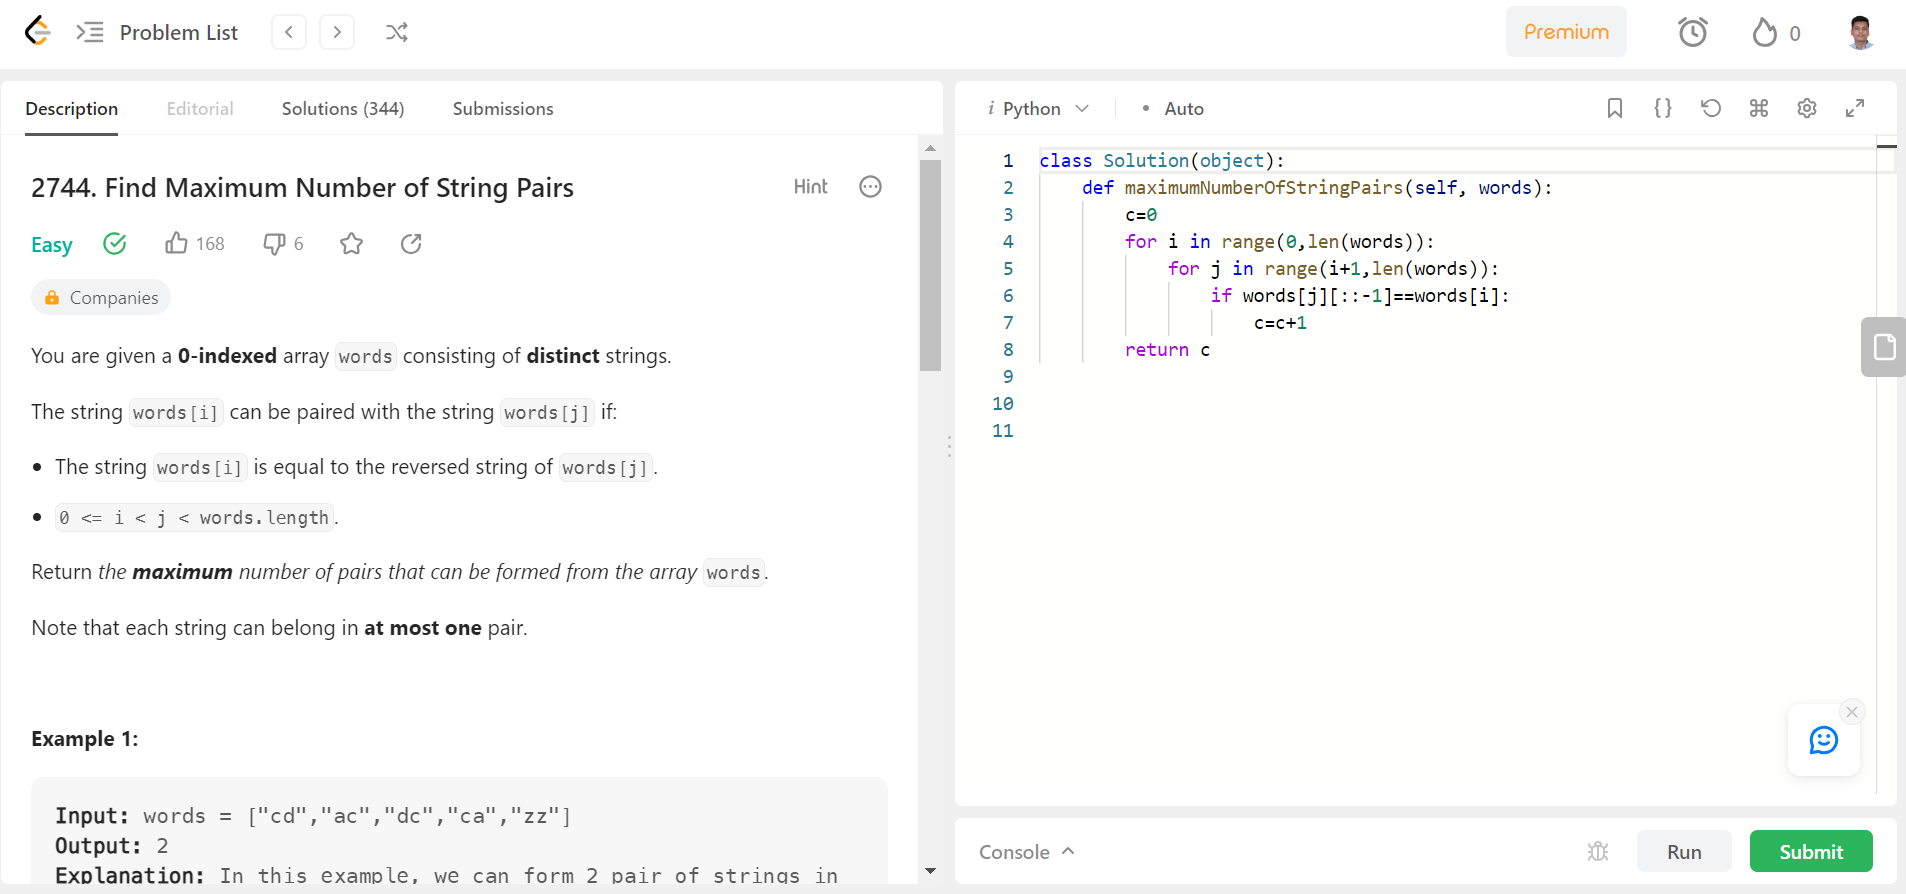 Problem List
Premium
0
Description Editorial Solutions (344) Submissions
2744. Find Maximum Number of String Pairs
Hint
Easy 168 6
Companies
You are given a 0-indexed array words consisting of distinct strings.
The string words[i] can be paired with the string words[j] if:
• The string words[i] is equal to the reversed string of words[j].
• 0 <= i < j < words.length.
Return the maximum number of pairs that can be formed from the array words.
Note that each string can belong in at most one pair.
Example 1:
Input: words = ["cd","ac","dc","ca","zz"]
Output: 2
Explanation: In this example, we can form 2 pair of strings in
i Python • Auto
1 class Solution(object):
2 def maximumNumberOfStringPairs(self, words):
3 c=0
4 for i in range(0,len(words)):
5 for j in range(i+1,len(words)):
6 if words[j][::-1]==words[i]:
7 c=c+1
8 return c
9
10
11
Console
Run
Submit